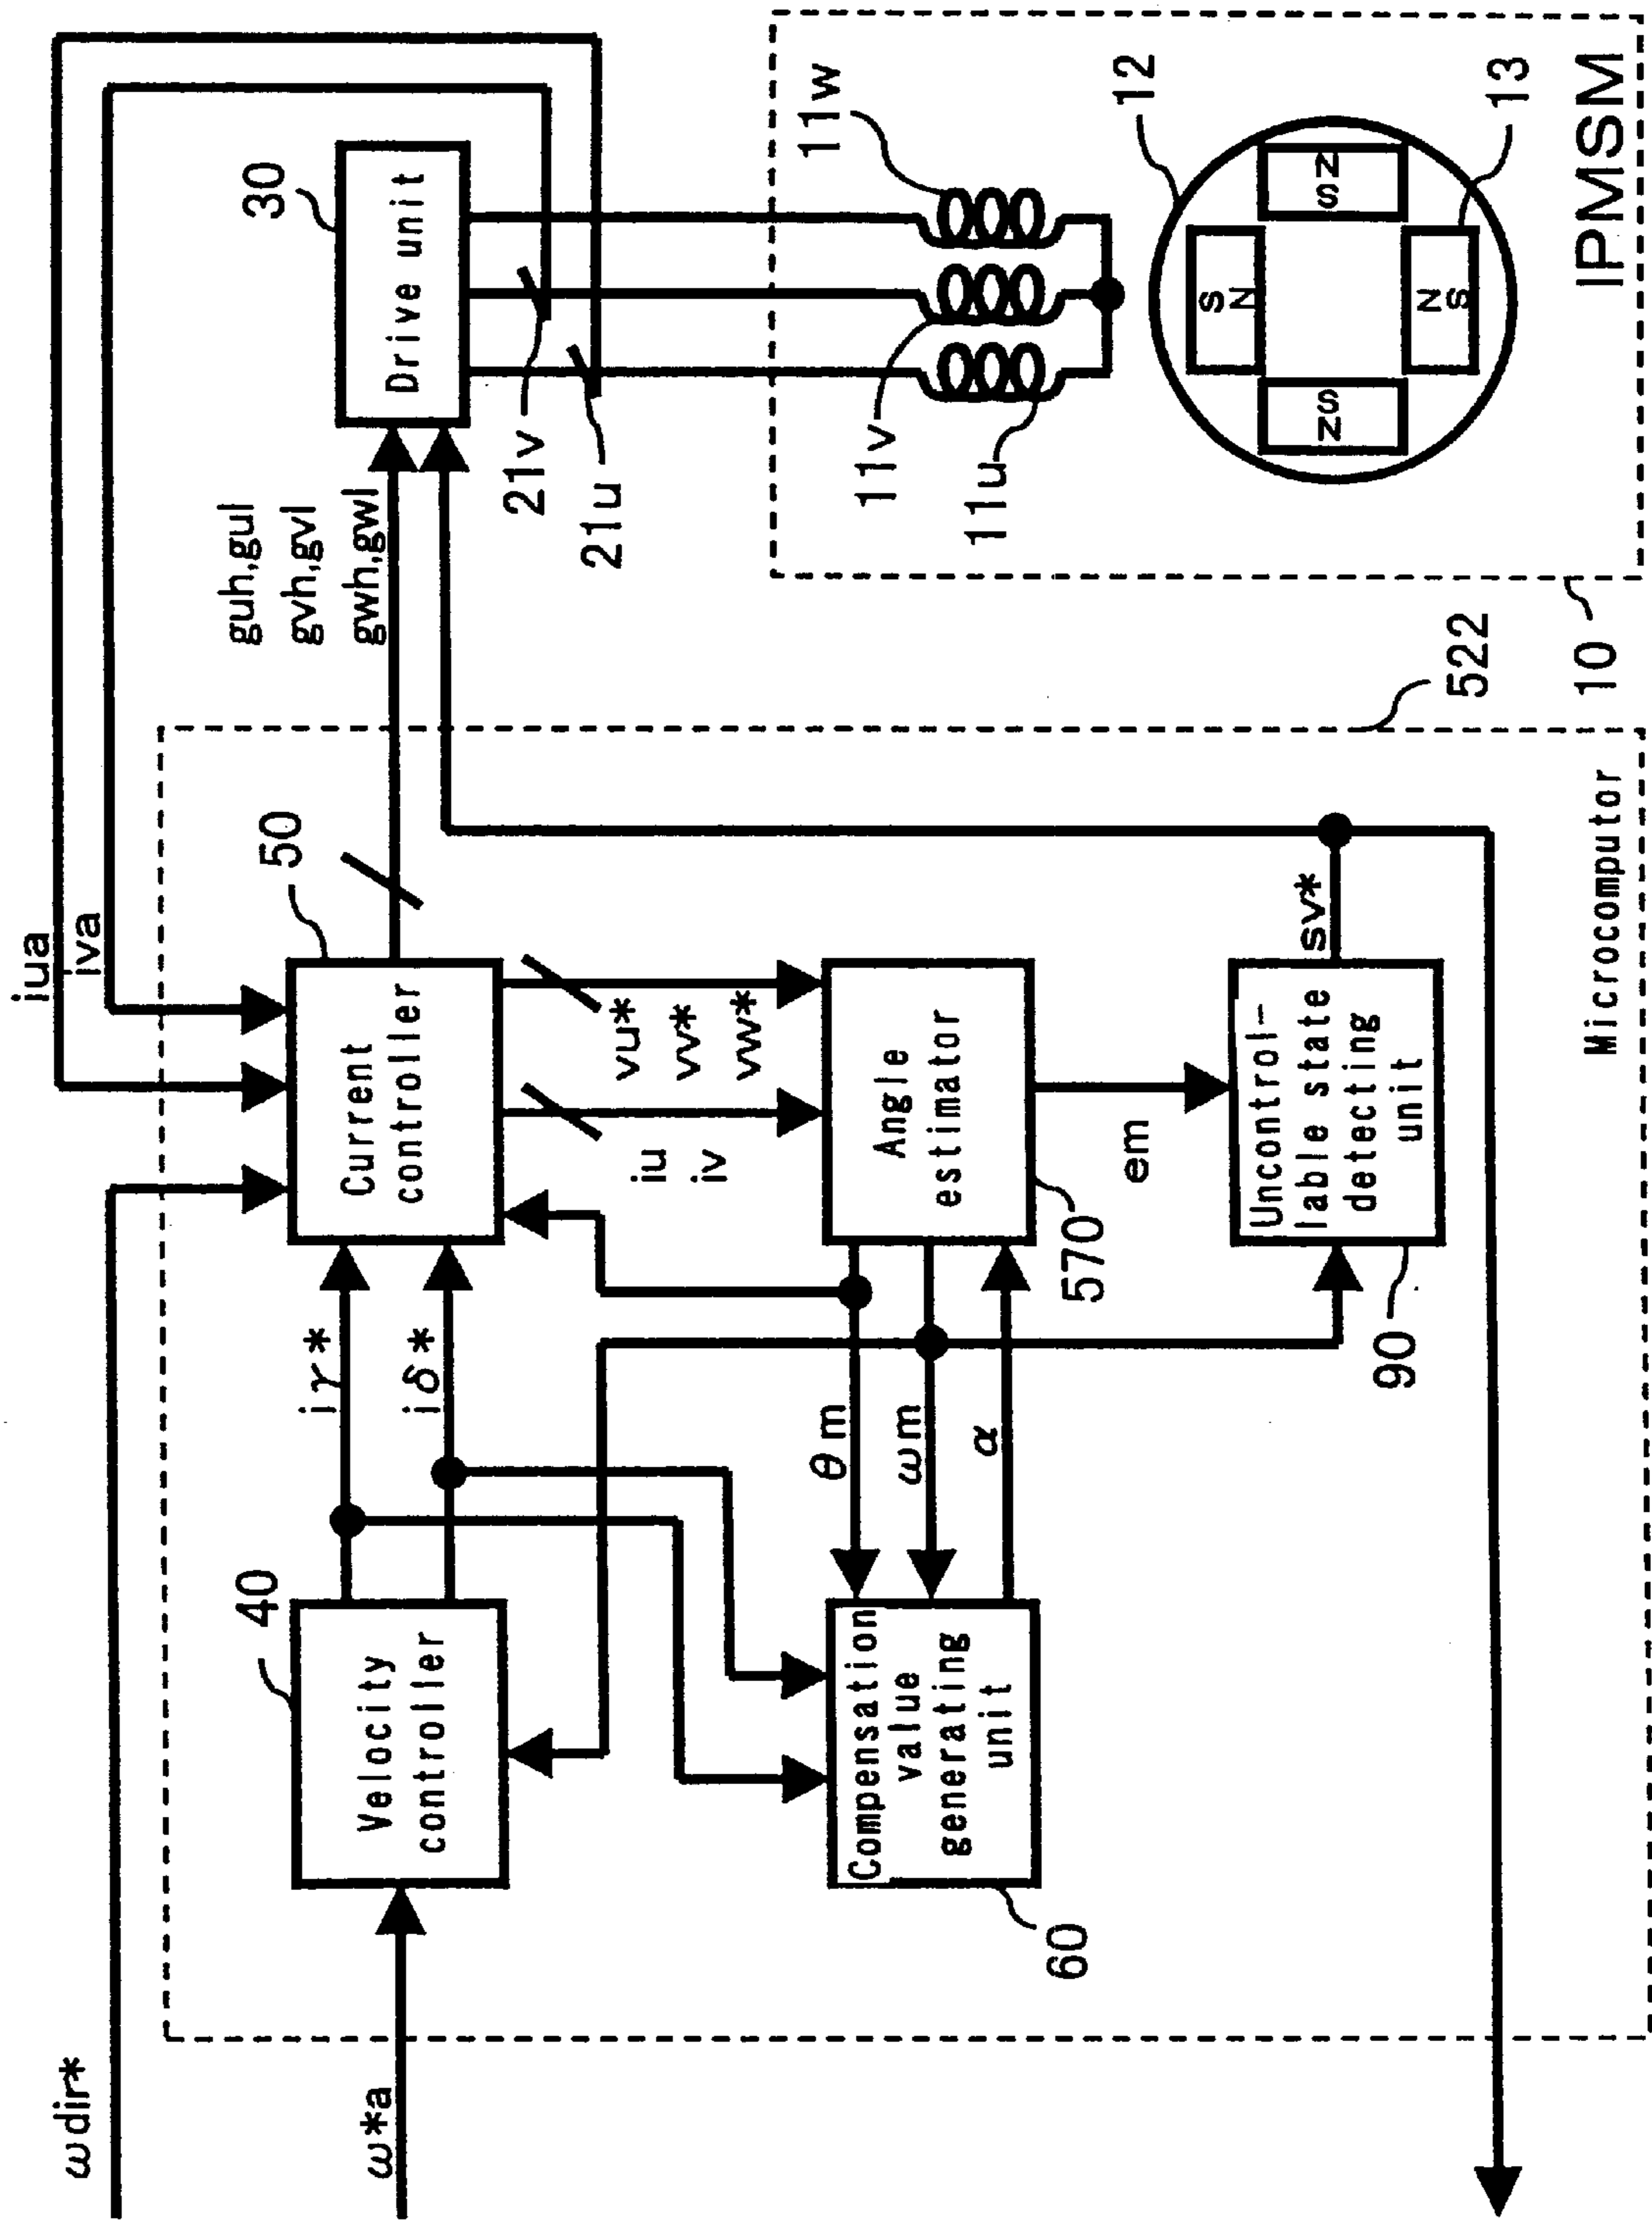 ωdir*
ω*a
iua
iva
40
Velocity
controller
iγ*
iδ*
50
Current
controller
guh,gul
gvh,gvl
gwh,gwl
30
Drive unit
21v
21u
vu*
vv*
vw*
iu
iv
60
Compensation
value
generating
unit
θm
ωm
α
570
Angle
estimator
em
90
Uncontrol-
lable state
detecting
unit
sv*
Microcomputor
522
10
11w
11v
11u
12
13
S
N
N
S
S
N
N
S
IPMSM